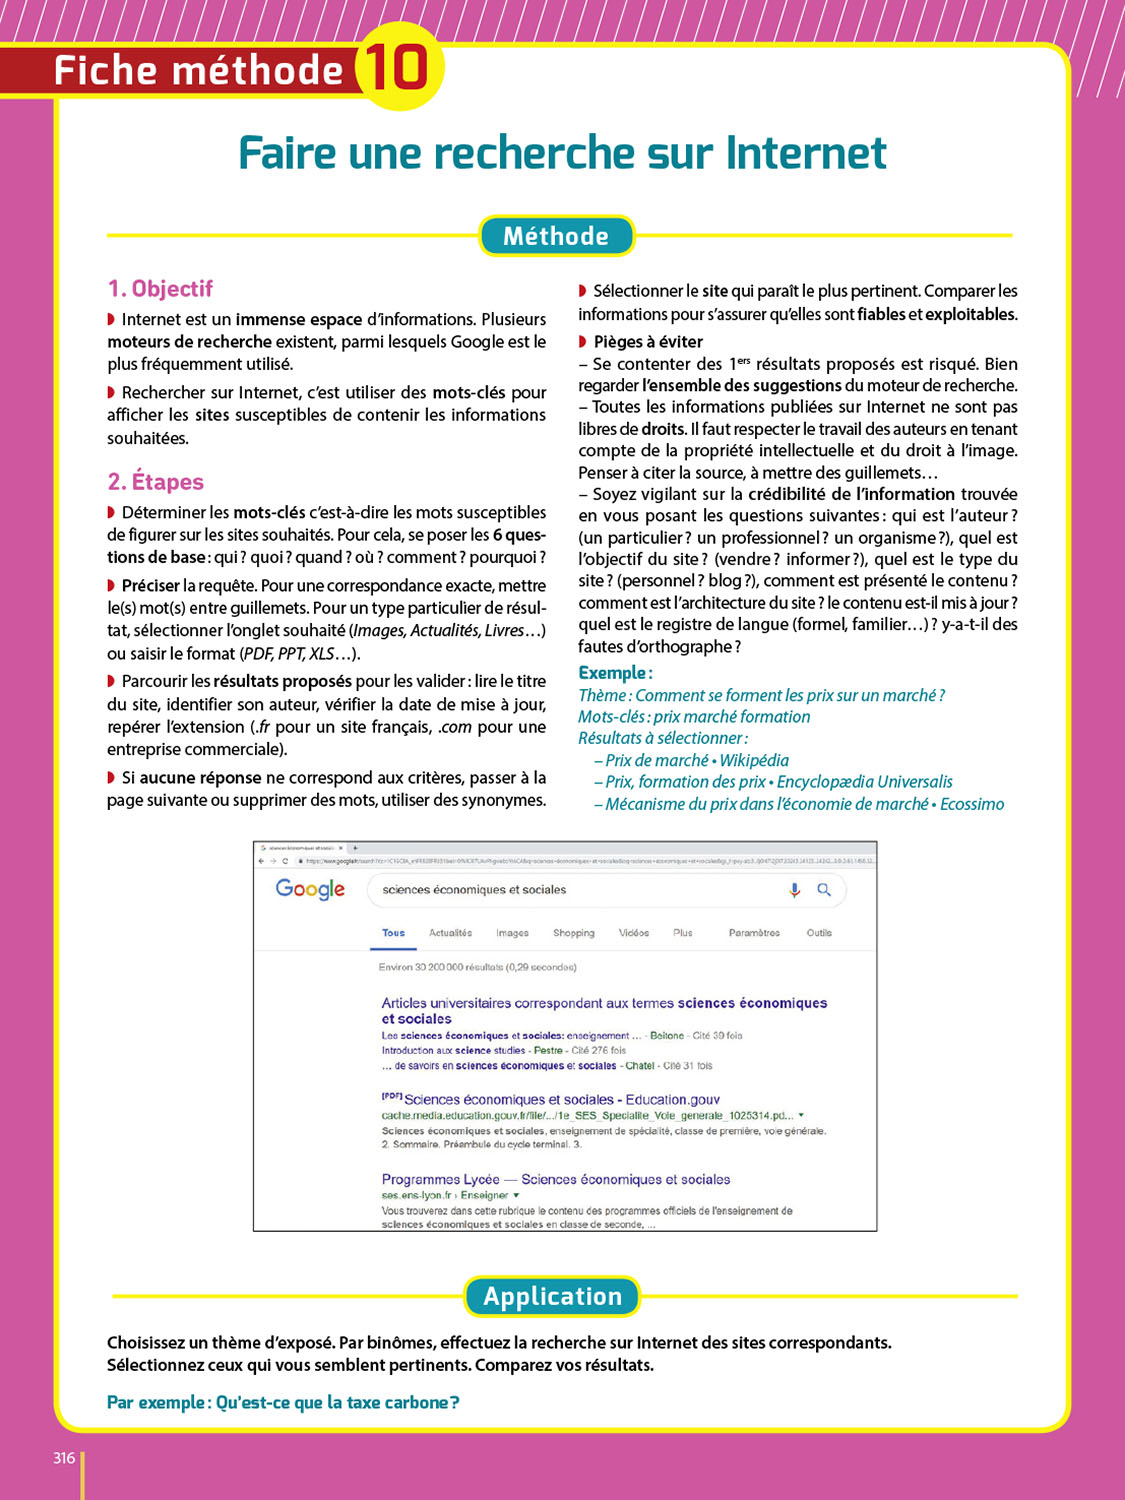 Fiche méthode 10
Faire une recherche sur Internet
Méthode
1. Objectif
◗ Internet est un immense espace d'informations. Plusieurs
moteurs de recherche existent, parmi lesquels Google est le
plus fréquemment utilisé.
◗ Rechercher sur Internet, c'est utiliser des mots-clés pour
afficher les sites susceptibles de contenir les informations
souhaitées.
2. Étapes
◗ Déterminer les mots-clés c'est-à-dire les mots susceptibles
de figurer sur les sites souhaités. Pour cela, se poser les 6 ques-
tions de base : qui ? quoi ? quand ? où ? comment ? pourquoi ?
◗ Préciser la requête. Pour une correspondance exacte, mettre
le(s) mot(s) entre guillemets. Pour un type particulier de résul-
tat, sélectionner l'onglet souhaité (Images, Actualités, Livres…)
ou saisir le format (PDF, PPT, XLS…).
◗ Parcourir les résultats proposés pour les valider : lire le titre
du site, identifier son auteur, vérifier la date de mise à jour,
repérer l'extension (.fr pour un site français, .com pour une
entreprise commerciale).
◗ Si aucune réponse ne correspond aux critères, passer à la
page suivante ou supprimer des mots, utiliser des synonymes.
◗ Sélectionner le site qui paraît le plus pertinent. Comparer les
informations pour s'assurer qu'elles sont fiables et exploitables.
◗ Pièges à éviter
– Se contenter des 1ers résultats proposés est risqué. Bien
regarder l'ensemble des suggestions du moteur de recherche.
– Toutes les informations publiées sur Internet ne sont pas
libres de droits. Il faut respecter le travail des auteurs en tenant
compte de la propriété intellectuelle et du droit à l'image.
Penser à citer la source, à mettre des guillemets…
– Soyez vigilant sur la crédibilité de l'information trouvée
en vous posant les questions suivantes : qui est l'auteur ?
(un particulier ? un professionnel ? un organisme ?), quel est
l'objectif du site ? (vendre ? informer ?), quel est le type du
site ? (personnel ? blog ?), comment est présenté le contenu ?
comment est l'architecture du site ? le contenu est-il mis à jour ?
quel est le registre de langue (formel, familier…) ? y-a-t-il des
fautes d'orthographe ?
Exemple :
Thème : Comment se forment les prix sur un marché ?
Mots-clés : prix marché formation
Résultats à sélectionner :
– Prix de marché • Wikipédia
– Prix, formation des prix • Encyclopædia Universalis
– Mécanisme du prix dans l'économie de marché • Ecossimo
Google
sciences économiques et sociales
Tous Actualités Images Shopping Vidéos Plus Paramètres Outils
Environ 30 200 000 résultats (0,29 secondes)
Articles universitaires correspondant aux termes sciences économiques
et sociales
Les sciences économiques et sociales: enseignement ... - Beitone - Cité 39 fois
Introduction aux science studies - Pestre - Cité 276 fois
... de savoirs en sciences économiques et sociales - Chatel - Cité 31 fois
[PDF] Sciences économiques et sociales - Education.gouv
cache.media.education.gouv.fr/file/.../1e_SES_Specialite_Voie_generale_1025314.pd... ▼
Sciences économiques et sociales, enseignement de spécialité, classe de première, voie générale.
2. Sommaire. Préambule du cycle terminal. 3.
Programmes Lycée — Sciences économiques et sociales
ses.ens-lyon.fr › Enseigner ▼
Vous trouverez dans cette rubrique le contenu des programmes officiels de l'enseignement de
sciences économiques et sociales en classe de seconde, ...
Application
Choisissez un thème d'exposé. Par binômes, effectuez la recherche sur Internet des sites correspondants.
Sélectionnez ceux qui vous semblent pertinents. Comparez vos résultats.
Par exemple : Qu'est-ce que la taxe carbone ?
316